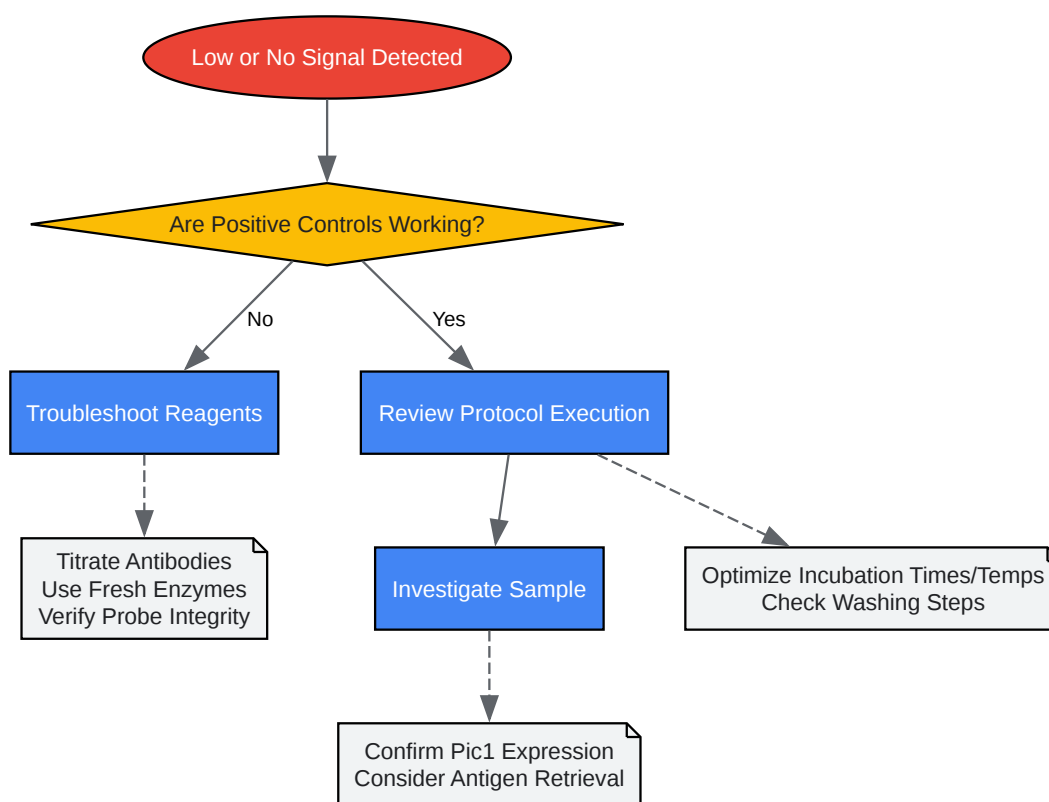 Low or No Signal Detected
Are Positive Controls Working?
No
Yes
Troubleshoot Reagents
Review Protocol Execution
Titrate Antibodies
Use Fresh Enzymes
Verify Probe Integrity
Investigate Sample
Optimize Incubation Times/Temps
Check Washing Steps
Confirm Pic1 Expression
Consider Antigen Retrieval